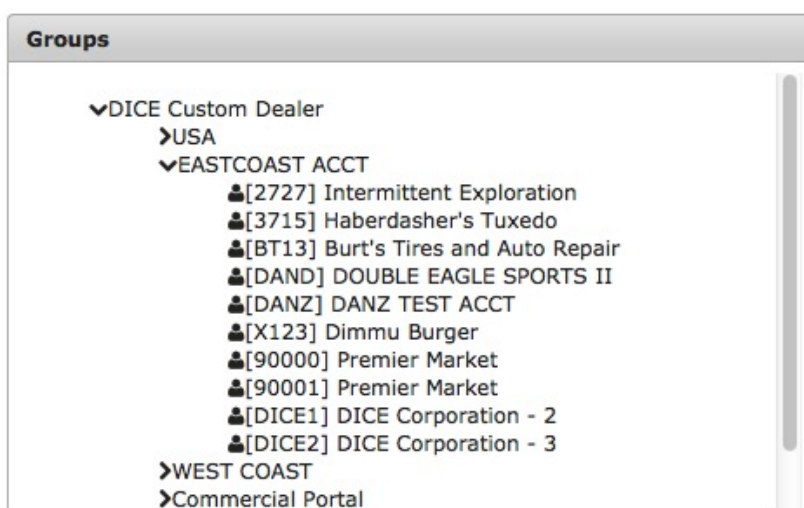 Groups
DICE Custom Dealer
USA
EASTCOAST ACCT
[2727] Intermittent Exploration
[3715] Haberdasher's Tuxedo
[BT13] Burt's Tires and Auto Repair
[DAND] DOUBLE EAGLE SPORTS II
[DANZ] DANZ TEST ACCT
[X123] Dimmu Burger
[90000] Premier Market
[90001] Premier Market
[DICE1] DICE Corporation - 2
[DICE2] DICE Corporation - 3
WEST COAST
Commercial Portal